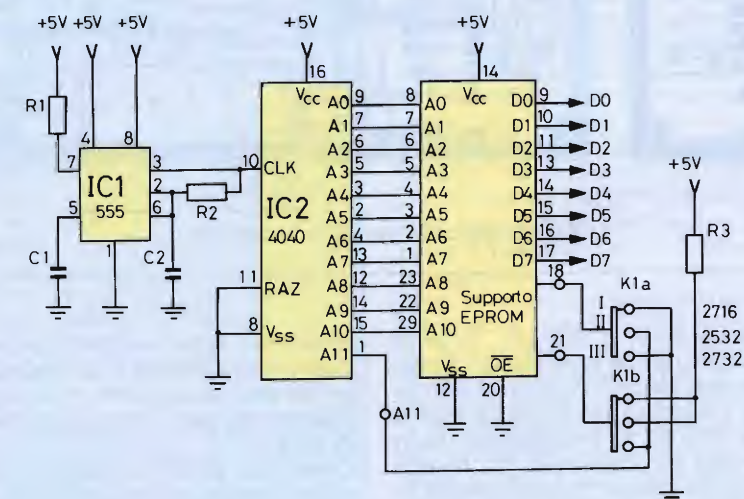 +5V +5V +5V
R1
4 8
7 3
2
5 6
1
IC1
555
R2
C1
C2
+5V
16
Vcc
10 CLK
IC2
4040
11 RAZ
8 Vss
A0 9
A1 7
A2 6
A3 5
A4 3
A5 2
A6 4
A7 13
A8 12
A9 14
A10 15
A11 1
+5V
14
Vcc
8 A0
7 A1
6 A2
5 A3
4 A4
3 A5
2 A6
1 A7
23 A8
22 A9
29 A10
D0 9 D0
D1 10 D1
D2 11 D2
D3 13 D3
D4 14 D4
D5 15 D5
D6 16 D6
D7 17 D7
18
Supporto
EPROM
21
Vss
12
OE
20
A11
+5V
R3
K1a
I 2716
II 2532
III 2732
K1b